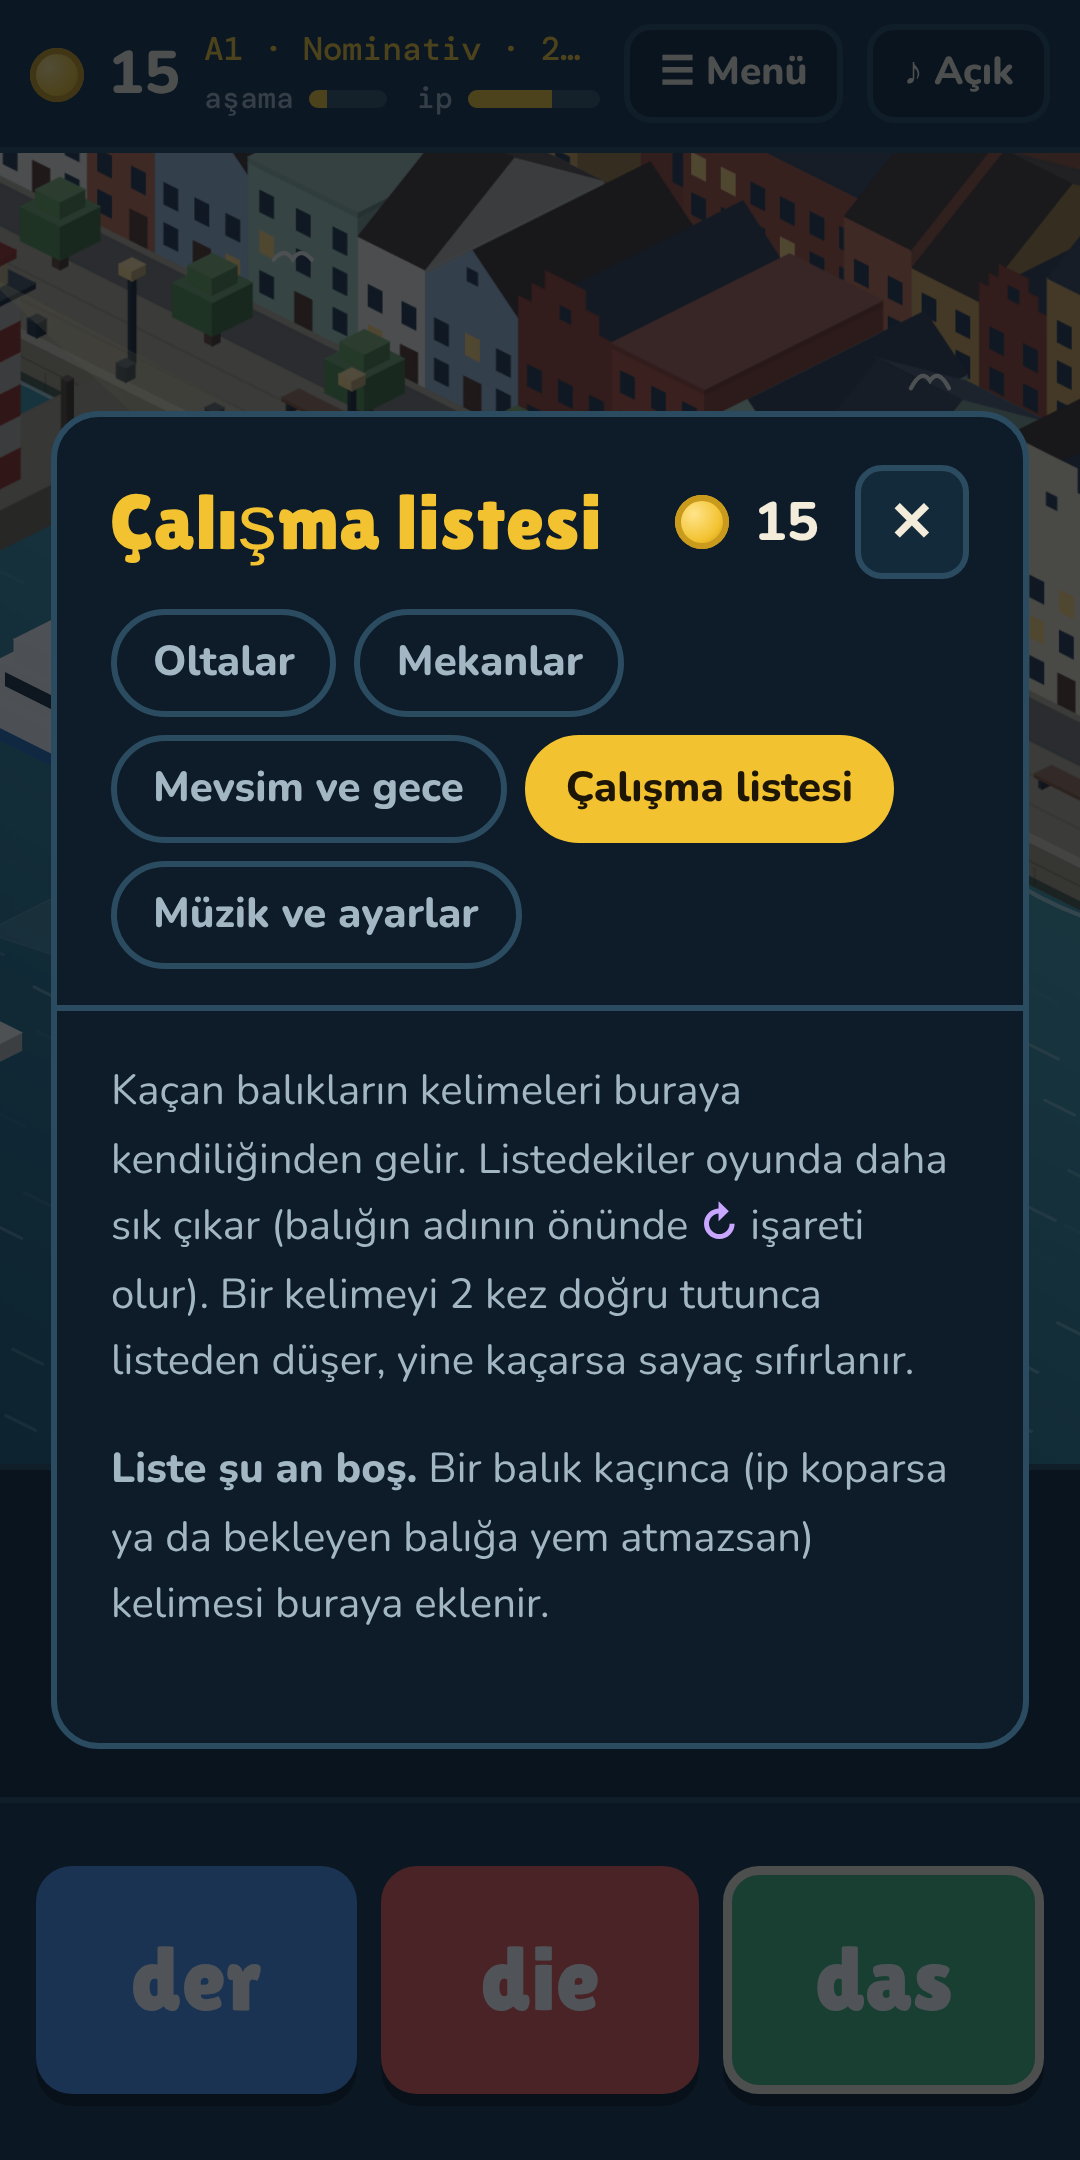 15
A1 · Nominativ · 2…
☰ Menü
♪ Açık
aşama
ip
Çalışma listesi
15
✕
Oltalar
Mekanlar
Mevsim ve gece
Çalışma listesi
Müzik ve ayarlar
Kaçan balıkların kelimeleri buraya
kendiliğinden gelir. Listedekiler oyunda daha
sık çıkar (balığın adının önünde ↻ işareti
olur). Bir kelimeyi 2 kez doğru tutunca
listeden düşer, yine kaçarsa sayaç sıfırlanır.
Liste şu an boş. Bir balık kaçınca (ip koparsa
ya da bekleyen balığa yem atmazsan)
kelimesi buraya eklenir.
der
die
das